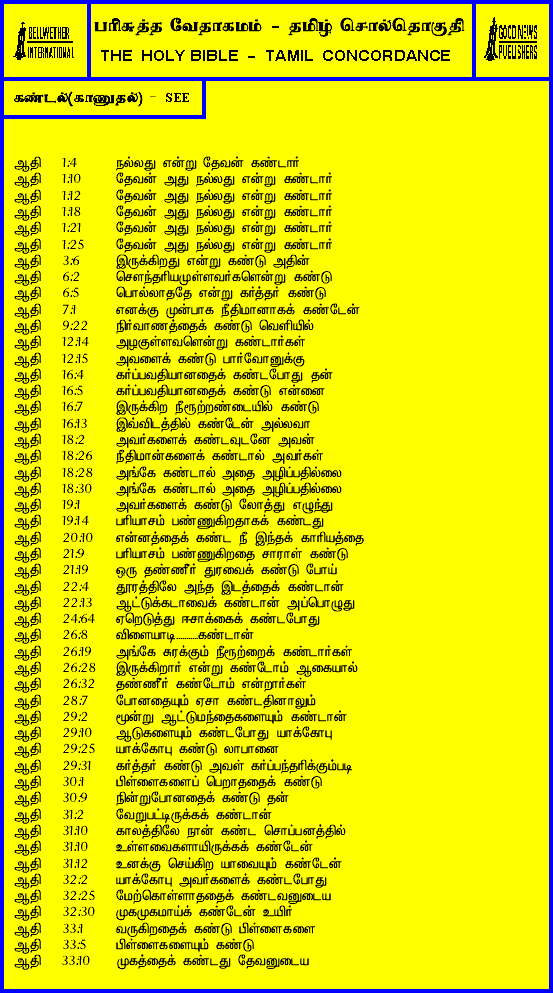 BELLWETHER
INTERNATIONAL
பரிசுத்த வேதாகமம் - தமிழ் சொல்தொகுதி
THE HOLY BIBLE - TAMIL CONCORDANCE
GOOD NEWS
PUBLISHERS
கண்டல்(காணுதல்) - SEE
ஆதி 1:4 நல்லது என்று தேவன் கண்டார்
ஆதி 1:10 தேவன் அது நல்லது என்று கண்டார்
ஆதி 1:12 தேவன் அது நல்லது என்று கண்டார்
ஆதி 1:18 தேவன் அது நல்லது என்று கண்டார்
ஆதி 1:21 தேவன் அது நல்லது என்று கண்டார்
ஆதி 1:25 தேவன் அது நல்லது என்று கண்டார்
ஆதி 3:6 இருக்கிறது என்று கண்டு அதின்
ஆதி 6:2 சௌந்தரியமுள்ளவர்களென்று கண்டு
ஆதி 6:5 பொல்லாததே என்று கர்த்தர் கண்டு
ஆதி 7:1 எனக்கு முன்பாக நீதிமானாகக் கண்டேன்
ஆதி 9:22 நிர்வாணத்தைக் கண்டு வெளியில்
ஆதி 12:14 அழகுள்ளவளென்று கண்டார்கள்
ஆதி 12:15 அவளைக் கண்டு பார்வோனுக்கு
ஆதி 16:4 கர்ப்பவதியானதைக் கண்டபோது தன்
ஆதி 16:5 கர்ப்பவதியானதைக் கண்டு என்னை
ஆதி 16:7 இருக்கிற நீரூற்றண்டையில் கண்டு
ஆதி 16:13 இவ்விடத்தில் கண்டேன் அல்லவா
ஆதி 18:2 அவர்களைக் கண்டவுடனே அவன்
ஆதி 18:26 நீதிமான்களைக் கண்டால் அவர்கள்
ஆதி 18:28 அங்கே கண்டால் அதை அழிப்பதில்லை
ஆதி 18:30 அங்கே கண்டால் அதை அழிப்பதில்லை
ஆதி 19:1 அவர்களைக் கண்டு லோத்து எழுந்து
ஆதி 19:14 பரியாசம் பண்ணுகிறதாகக் கண்டது
ஆதி 20:10 என்னத்தைக் கண்ட நீ இந்தக் காரியத்தை
ஆதி 21:9 பரியாசம் பண்ணுகிறதை சாராள் கண்டு
ஆதி 21:19 ஒரு தண்ணீர் துரவைக் கண்டு போய்
ஆதி 22:4 தூரத்திலே அந்த இடத்தைக் கண்டான்
ஆதி 22:13 ஆட்டுக்கடாவைக் கண்டான் அப்பொழுது
ஆதி 24:64 ஏறெடுத்து ஈசாக்கைக் கண்டபோது
ஆதி 26:8 விளையாடி..........கண்டான்
ஆதி 26:19 அங்கே சுரக்கும் நீரூற்றைக் கண்டார்கள்
ஆதி 26:28 இருக்கிறார் என்று கண்டோம் ஆகையால்
ஆதி 26:32 தண்ணீர் கண்டோம் என்றார்கள்
ஆதி 28:7 போனதையும் ஏசா கண்டதினாலும்
ஆதி 29:2 மூன்று ஆட்டுமந்தைகளையும் கண்டான்
ஆதி 29:10 ஆடுகளையும் கண்டபோது யாக்கோபு
ஆதி 29:25 யாக்கோபு கண்டு லாபானை
ஆதி 29:31 கர்த்தர் கண்டு அவள் கர்ப்பந்தரிக்கும்படி
ஆதி 30:1 பிள்ளைகளைப் பெறாததைக் கண்டு
ஆதி 30:9 நின்றுபோனதைக் கண்டு தன்
ஆதி 31:2 வேறுபட்டிருக்கக் கண்டான்
ஆதி 31:10 காலத்திலே நான் கண்ட சொப்பனத்தில்
ஆதி 31:10 உள்ளவைகளாயிருக்கக் கண்டேன்
ஆதி 31:12 உனக்கு செய்கிற யாவையும் கண்டேன்
ஆதி 32:2 யாக்கோபு அவர்களைக் கண்டபோது
ஆதி 32:25 மேற்கொள்ளாததைக் கண்டவனுடைய
ஆதி 32:30 முகமுகமாய்க் கண்டேன் உயிர்
ஆதி 33:1 வருகிறதைக் கண்டு பிள்ளைகளை
ஆதி 33:5 பிள்ளைகளையும் கண்டு
ஆதி 33:10 முகத்தைக் கண்டது தேவனுடைய